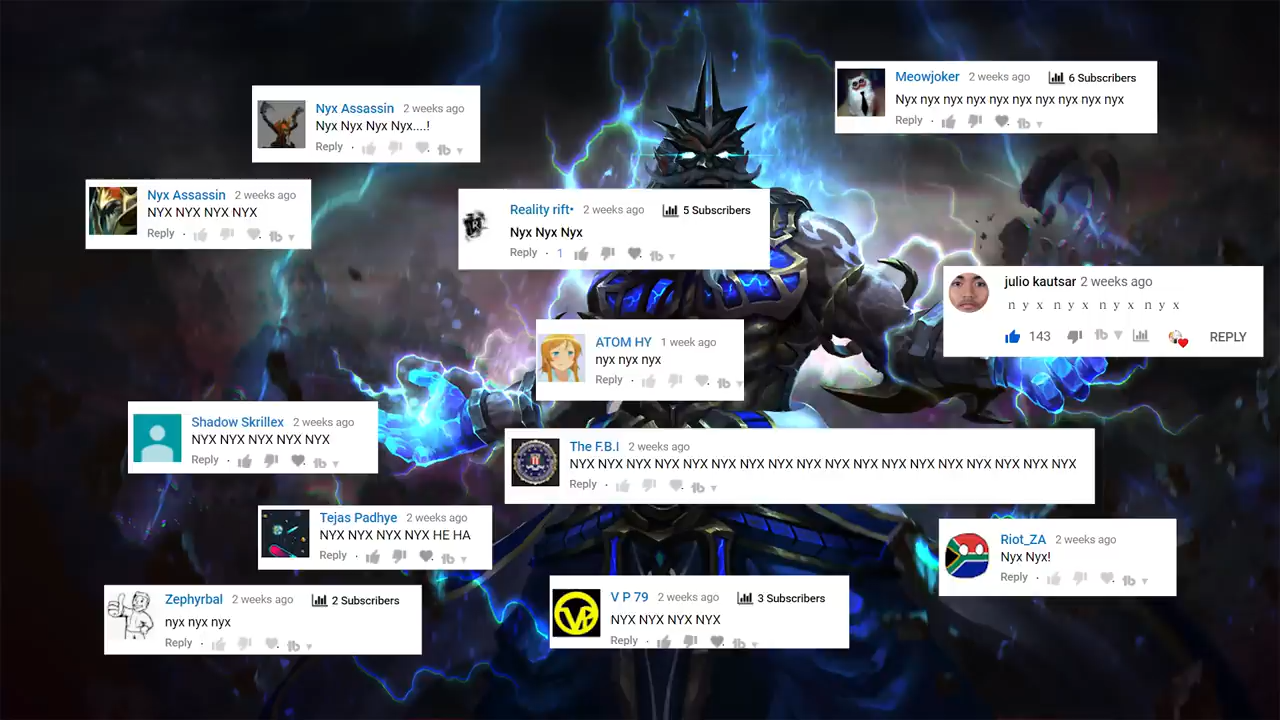 Meowjoker 2 weeks ago 6 Subscribers
Nyx nyx nyx nyx nyx nyx nyx nyx nyx nyx
Reply ·
Nyx Assassin 2 weeks ago
Nyx Nyx Nyx Nyx....!
Reply ·
Nyx Assassin 2 weeks ago
NYX NYX NYX NYX
Reply ·
Reality rift• 2 weeks ago 5 Subscribers
Nyx Nyx Nyx
Reply · 1
julio kautsar 2 weeks ago
n y x n y x n y x n y x
143 REPLY
ATOM HY 1 week ago
nyx nyx nyx
Reply ·
Shadow Skrillex 2 weeks ago
NYX NYX NYX NYX NYX
Reply ·
The F.B.I 2 weeks ago
NYX NYX NYX NYX NYX NYX NYX NYX NYX NYX NYX NYX NYX NYX NYX NYX NYX NYX
Reply ·
Tejas Padhye 2 weeks ago
NYX NYX NYX NYX HE HA
Reply ·
Riot_ZA 2 weeks ago
Nyx Nyx!
Reply ·
Zephyrbal 2 weeks ago 2 Subscribers
nyx nyx nyx
Reply ·
V P 79 2 weeks ago 3 Subscribers
NYX NYX NYX NYX
Reply ·